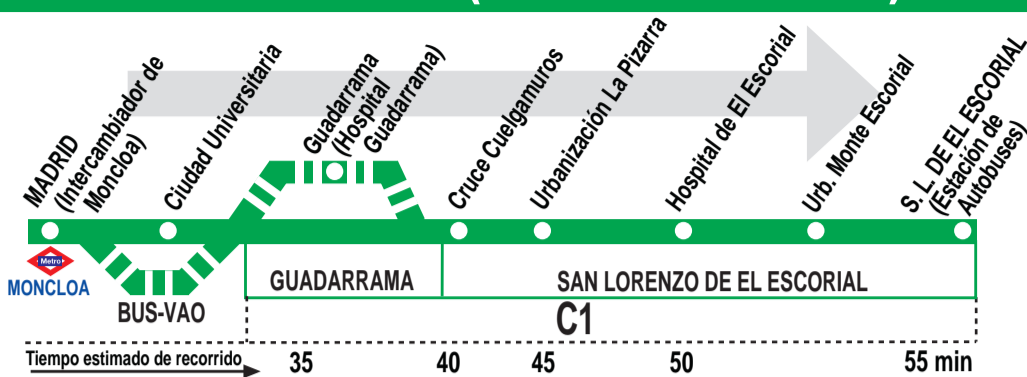 MADRID
(Intercambiador de
Moncloa)
Ciudad Universitaria
Guadarrama
(Hospital
Guadarrama)
Cruce Cuelgamuros
Urbanización La Pizarra
Hospital de El Escorial
Urb. Monte Escorial
S. L. DE EL ESCORIAL
(Estación de
Autobuses)
Metro
MONCLOA
BUS-VAO
GUADARRAMA
SAN LORENZO DE EL ESCORIAL
C1
Tiempo estimado de recorrido 35 40 45 50 55 min